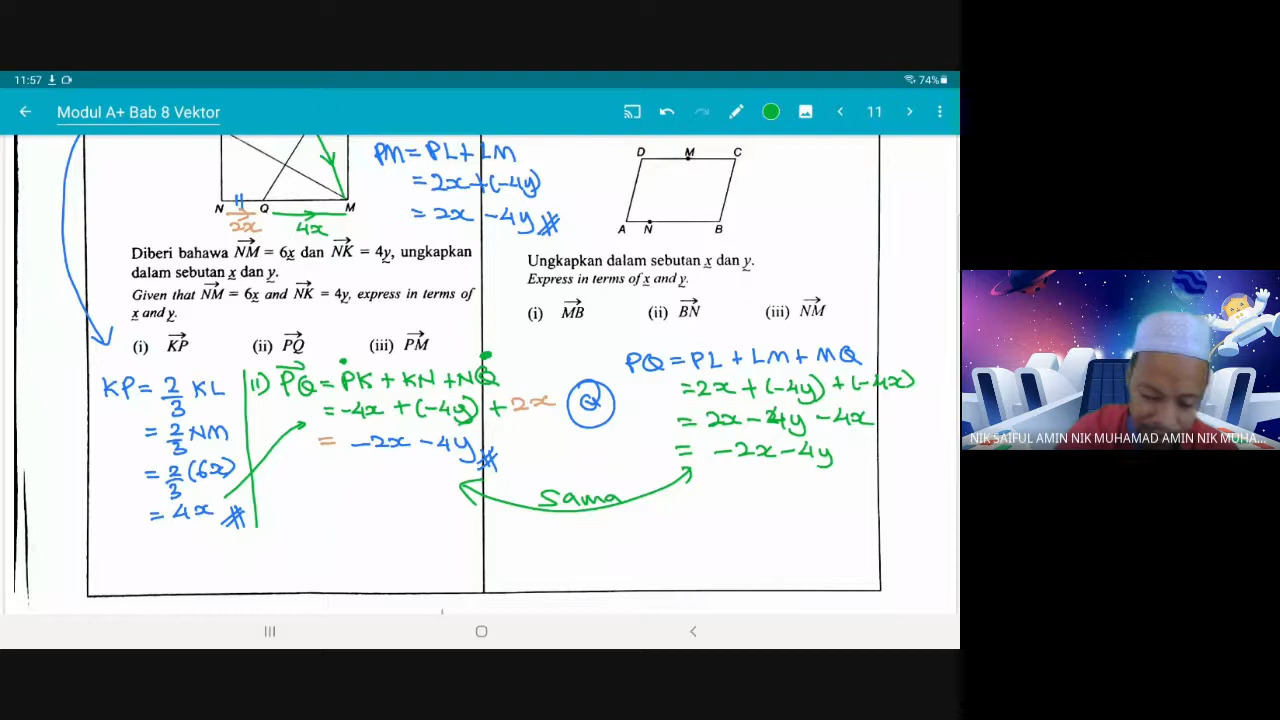 11:57
74%
Modul A+ Bab 8 Vektor
11
N Q M
2x 4x
PM = PL + LM
= 2x + (-4y)
= 2x - 4y
Diberi bahawa NM = 6x dan NK = 4y, ungkapkan
dalam sebutan x dan y.
Given that NM = 6x and NK = 4y, express in terms of
x and y.
(i) KP (ii) PQ (iii) PM
KP = 2/3 KL
= 2/3 NM
= 2/3 (6x)
= 4x
ii) PQ = PK + KN + NQ
= -4x + (-4y) + 2x
= -2x - 4y
D M C
A N B
Ungkapkan dalam sebutan x dan y.
Express in terms of x and y.
(i) MB (ii) BN (iii) NM
Q
PQ = PL + LM + MQ
= 2x + (-4y) + (-4x)
= 2x - 4y - 4x
= -2x - 4y
Sama
NIK SAIFUL AMIN NIK MUHAMAD AMIN NIK MUHA...